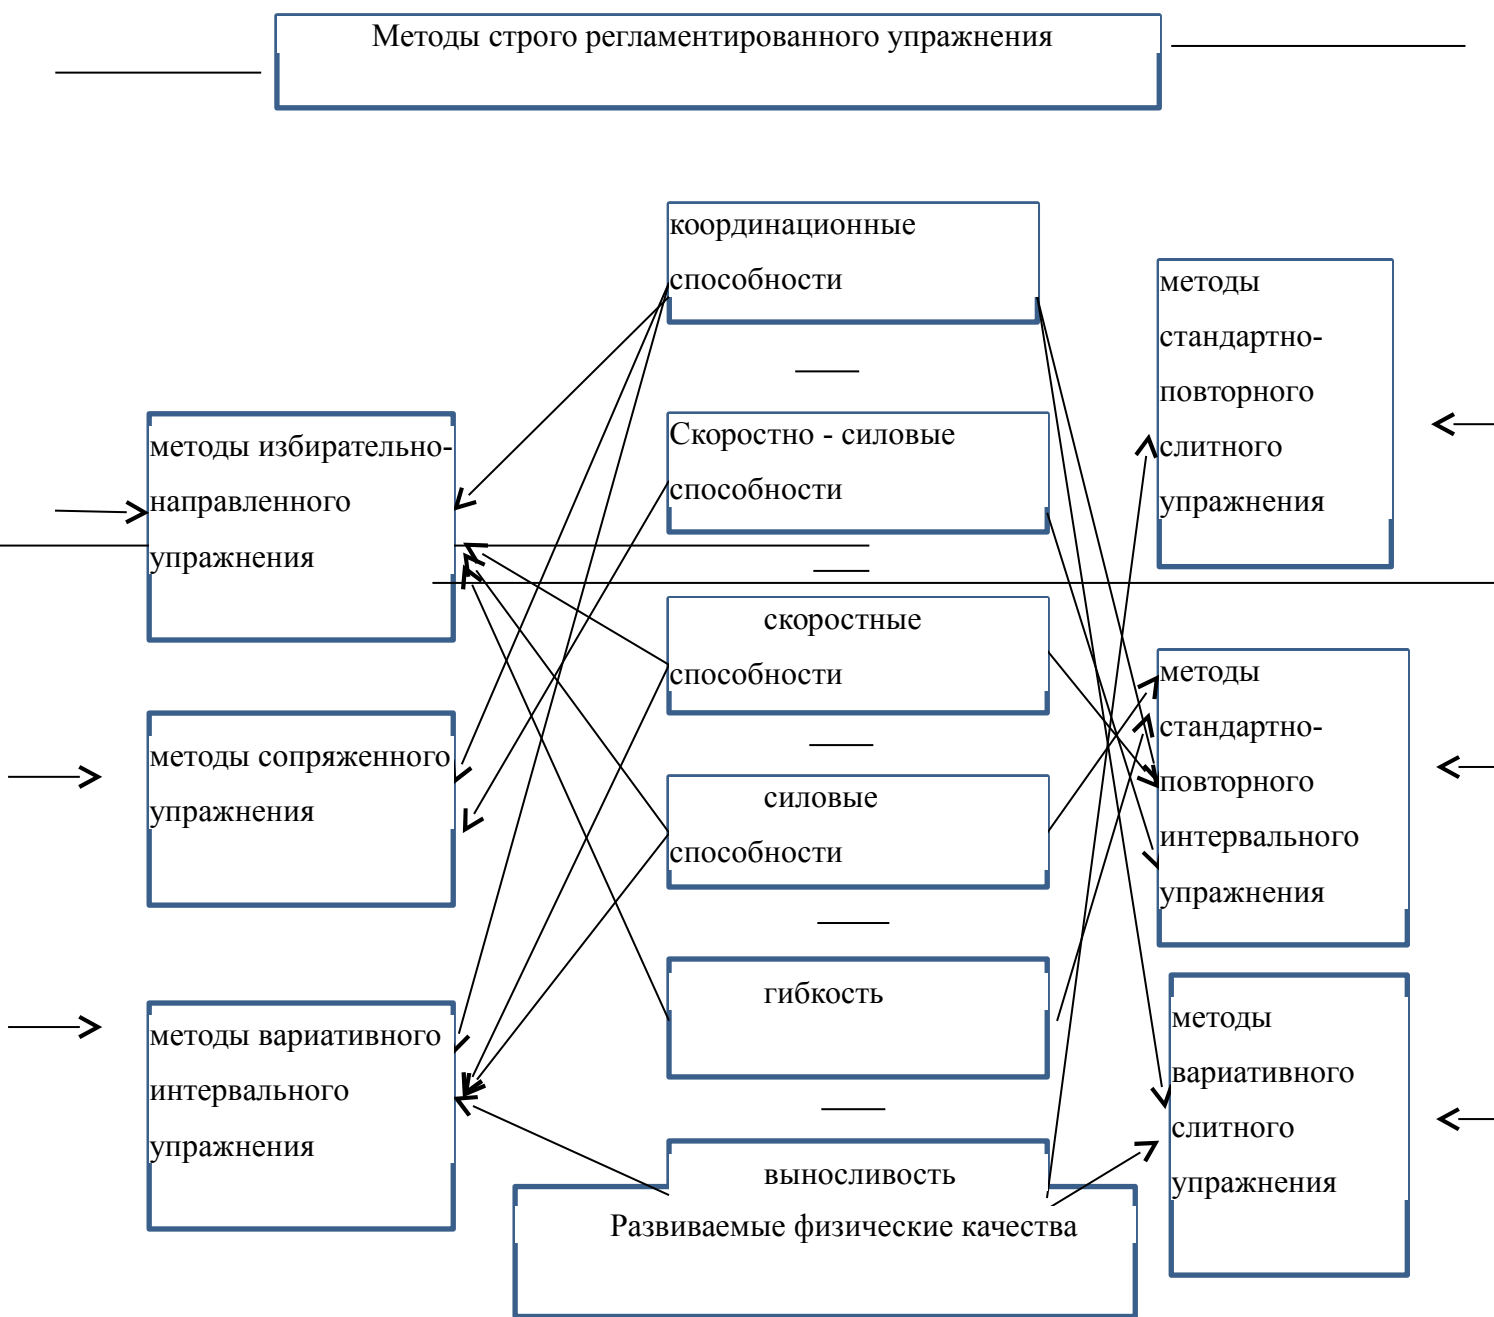 Методы строго регламентированного упражнения
координационные
способности
Скоростно - силовые
способности
скоростные
способности
силовые
способности
гибкость
выносливость
Развиваемые физические качества
методы избирательно-
направленного
упражнения
методы сопряженного
упражнения
методы вариативного
интервального
упражнения
методы
стандартно-
повторного
слитного
упражнения
методы
стандартно-
повторного
интервального
упражнения
методы
вариативного
слитного
упражнения